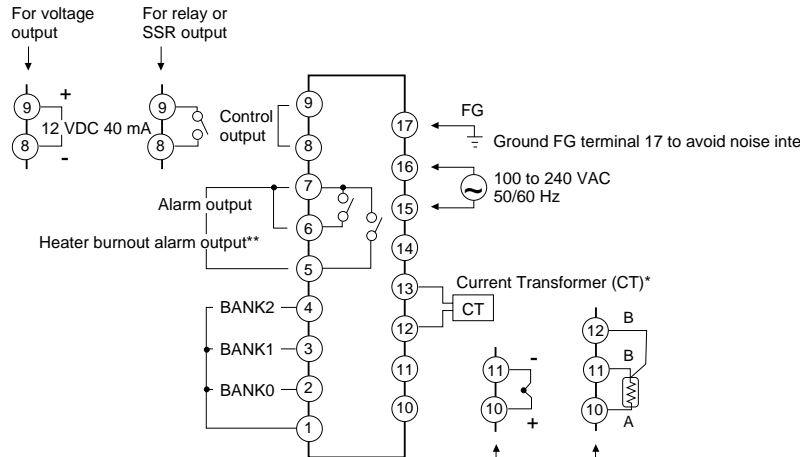 For voltage
output
For relay or
SSR output
9
+
12 VDC 40 mA
8
-
9
8
Control
output
9
8
7
Alarm output
6
Heater burnout alarm output**
5
BANK2
4
BANK1
3
BANK0
2
1
17
FG
Ground FG terminal 17 to avoid noise inte
16
100 to 240 VAC
50/60 Hz
~
15
14
13
Current Transformer (CT)*
CT
12
11
10
11
-
10
+
12
B
11
B
10
A